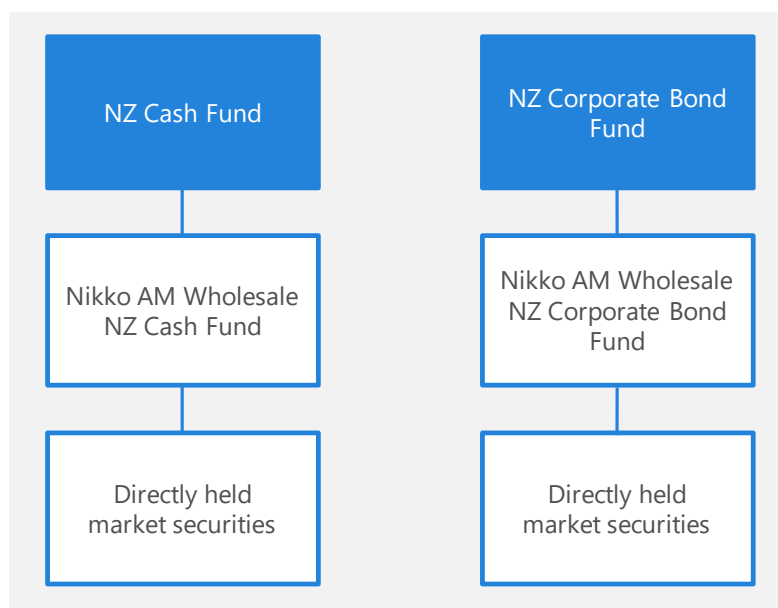 NZ Cash Fund
NZ Corporate Bond
Fund
Nikko AM Wholesale
NZ Cash Fund
Nikko AM Wholesale
NZ Corporate Bond
Fund
Directly held
market securities
Directly held
market securities